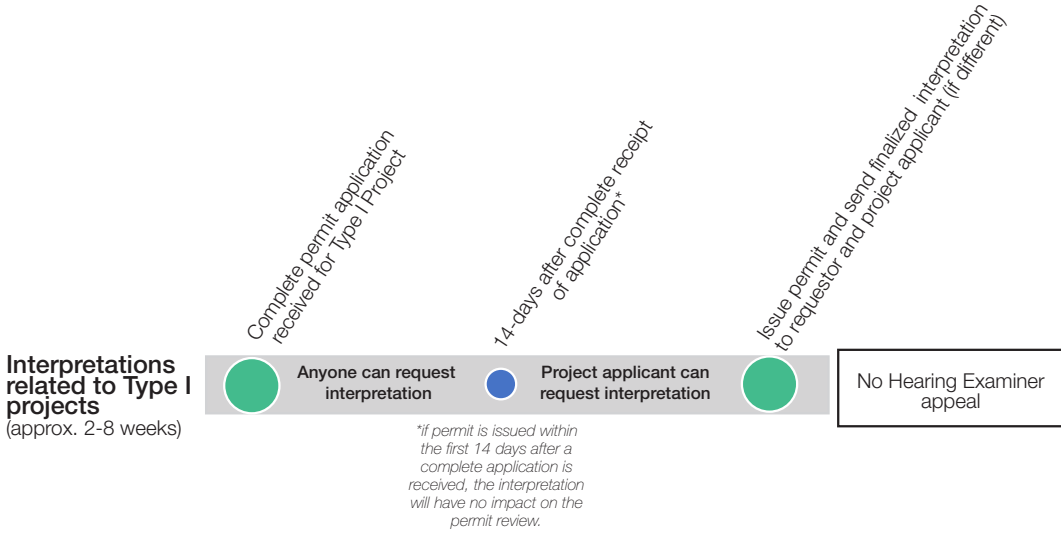 Complete permit application
received for Type I Project
14-days after complete receipt
of application*
Issue permit and send finalized interpretation
to requestor and project applicant (if different)
Interpretations
related to Type I
projects
(approx. 2-8 weeks)
Anyone can request
interpretation
Project applicant can
request interpretation
No Hearing Examiner
appeal
*if permit is issued within
the first 14 days after a
complete application is
received, the interpretation
will have no impact on the
permit review.